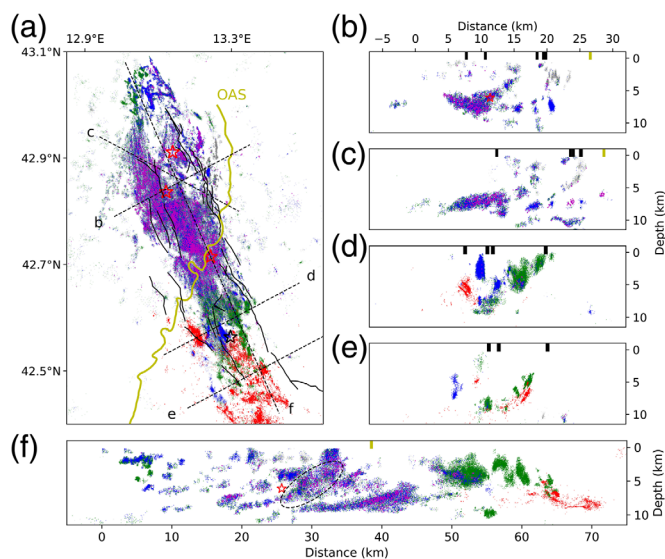 (a)
12.9°E
13.3°E
43.1°N
42.9°N
42.7°N
42.5°N
OAS
c
b
d
e
f
Distance (km)
−5 0 5 10 15 20 25 30
(b)
0
5
10
(c)
0
5
10
(d)
0
5
10
(e)
0
5
10
Depth (km)
Depth (km)
(f)
0
5
10
Depth (km)
0 10 20 30 40 50 60 70
Distance (km)